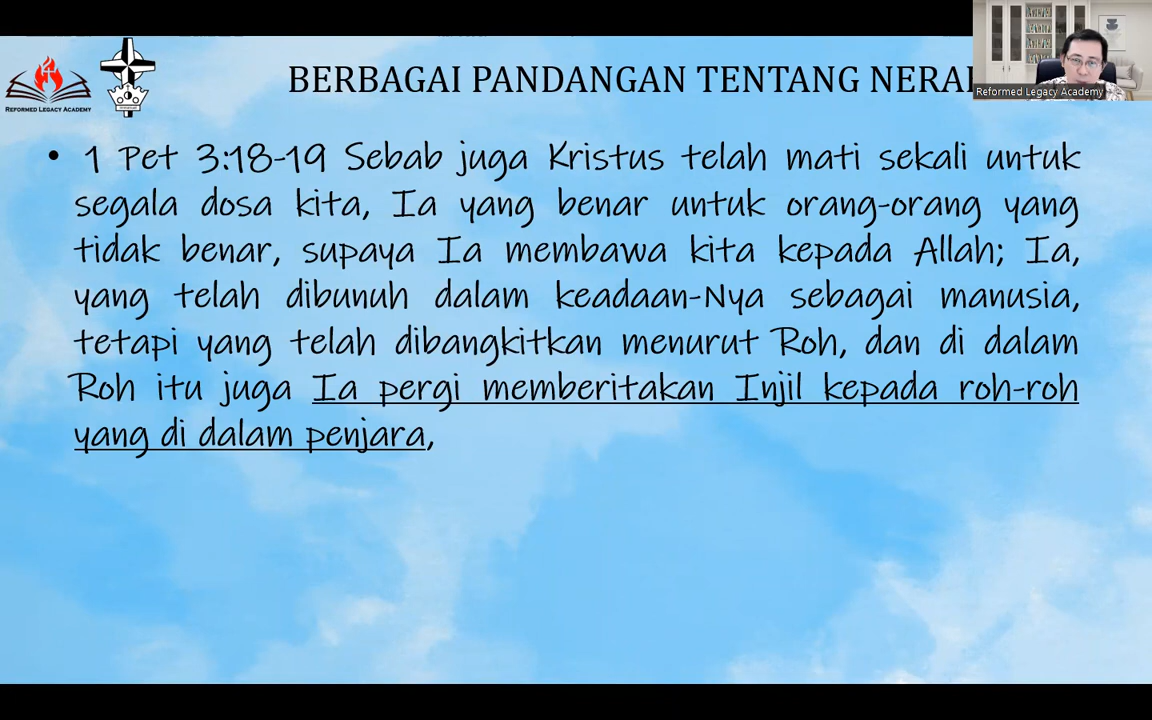 BERBAGAI PANDANGAN TENTANG
Reformed Legacy Academy
REFORMED LEGACY ACADEMY
• 1 Pet 3:18-19 Sebab juga Kristus telah mati sekali untuk
segala dosa kita, Ia yang benar untuk orang-orang yang
tidak benar, supaya Ia membawa kita kepada Allah; Ia,
yang telah dibunuh dalam keadaan-Nya sebagai manusia,
tetapi yang telah dibangkitkan menurut Roh, dan di dalam
Roh itu juga Ia pergi memberitakan Injil kepada roh-roh
yang di dalam penjara,